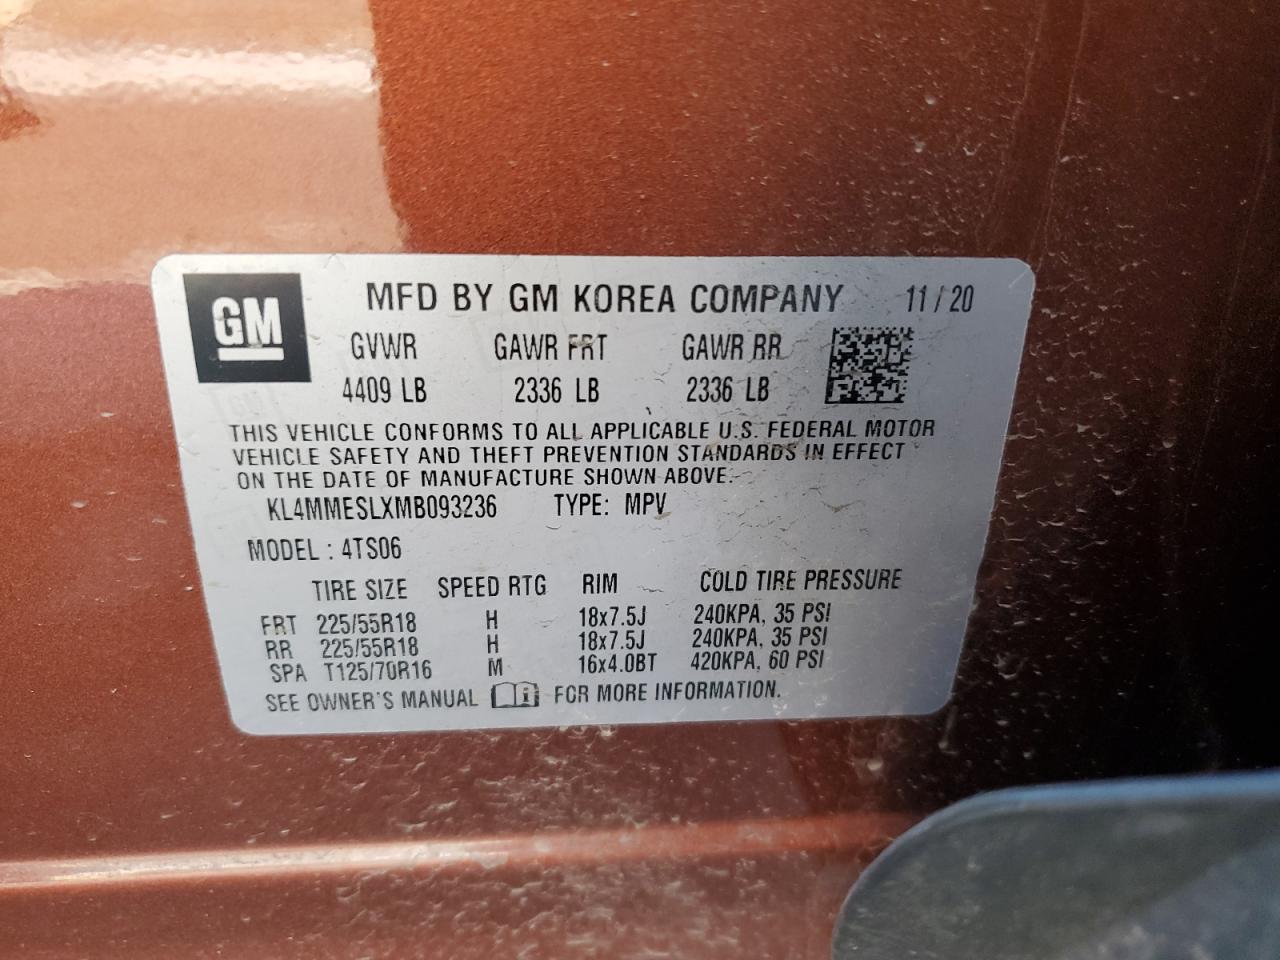 GM MFD BY GM KOREA COMPANY 11/20
GVWR GAWR FRT GAWR RR
4409 LB 2336 LB 2336 LB
THIS VEHICLE CONFORMS TO ALL APPLICABLE U.S. FEDERAL MOTOR
VEHICLE SAFETY AND THEFT PREVENTION STANDARDS IN EFFECT
ON THE DATE OF MANUFACTURE SHOWN ABOVE.
KL4MMESLXMB093236 TYPE: MPV
MODEL : 4TS06
TIRE SIZE SPEED RTG RIM COLD TIRE PRESSURE
FRT 225/55R18 H 18x7.5J 240KPA, 35 PSI
RR 225/55R18 H 18x7.5J 240KPA, 35 PSI
SPA T125/70R16 M 16x4.0BT 420KPA, 60 PSI
SEE OWNER'S MANUAL i FOR MORE INFORMATION.